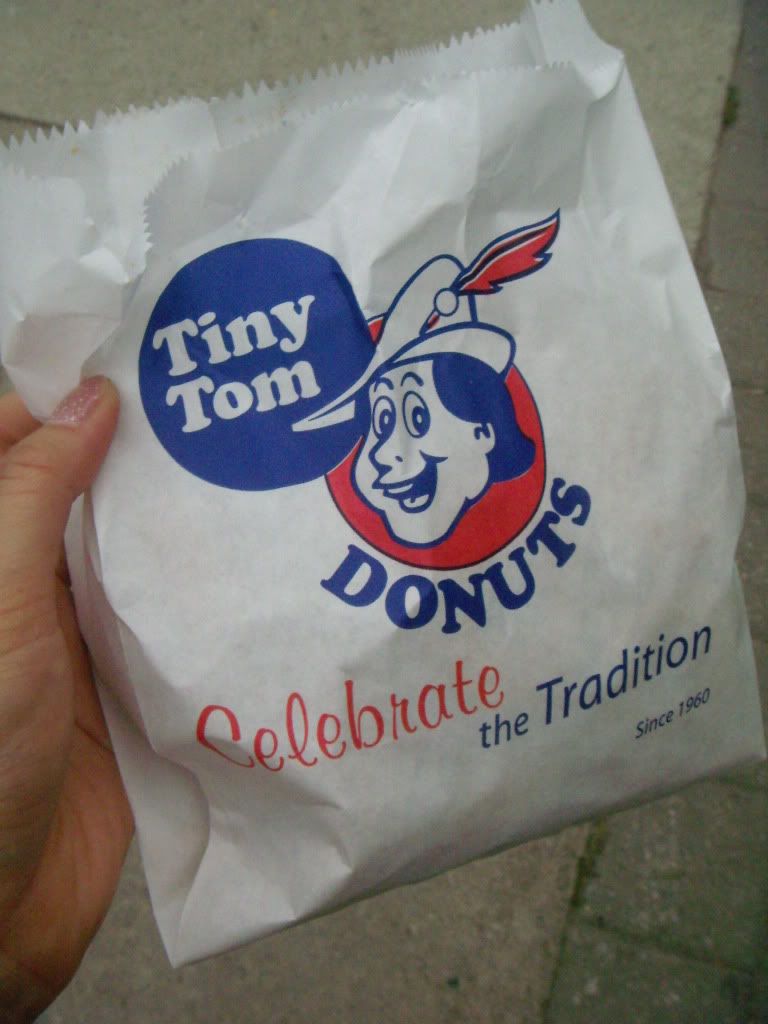 Tiny
Tom
DONUTS
Celebrate
the Tradition
Since 1960